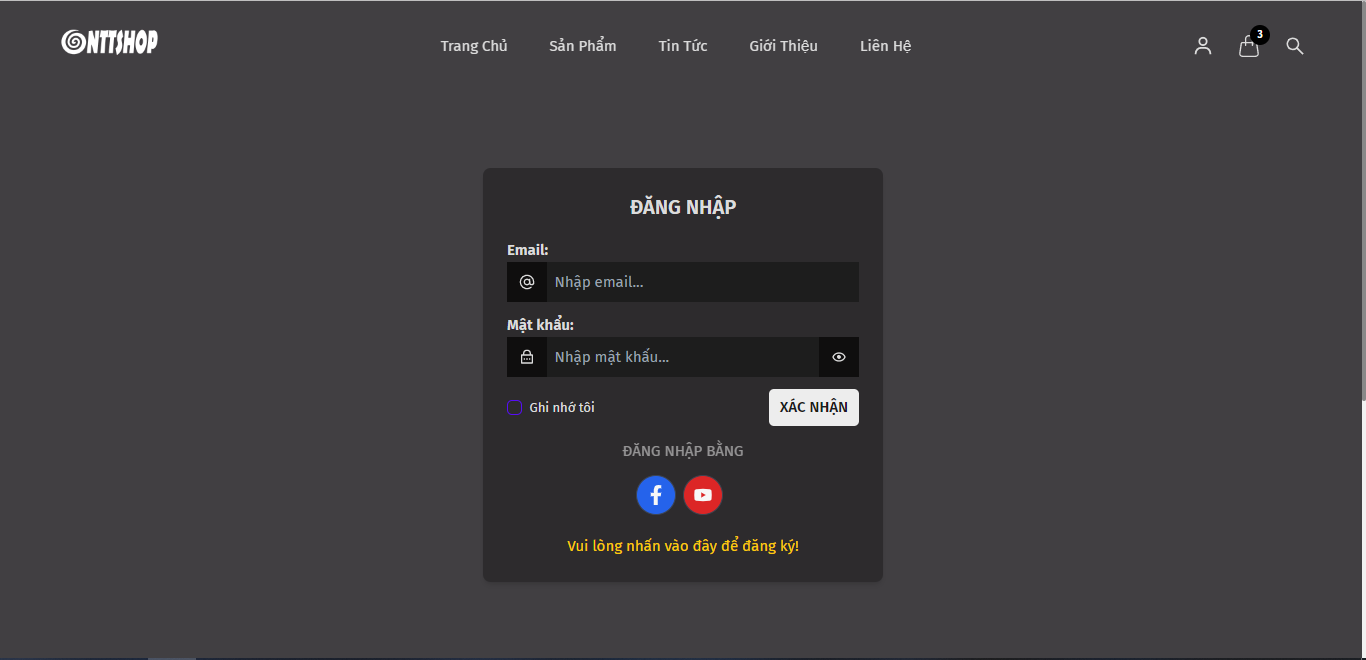 NTTSHOP
Trang Chủ Sản Phẩm Tin Tức Giới Thiệu Liên Hệ 3
ĐĂNG NHẬP
Email:
Nhập email...
Mật khẩu:
Nhập mật khẩu...
Ghi nhớ tôi XÁC NHẬN
ĐĂNG NHẬP BẰNG
Vui lòng nhấn vào đây để đăng ký!